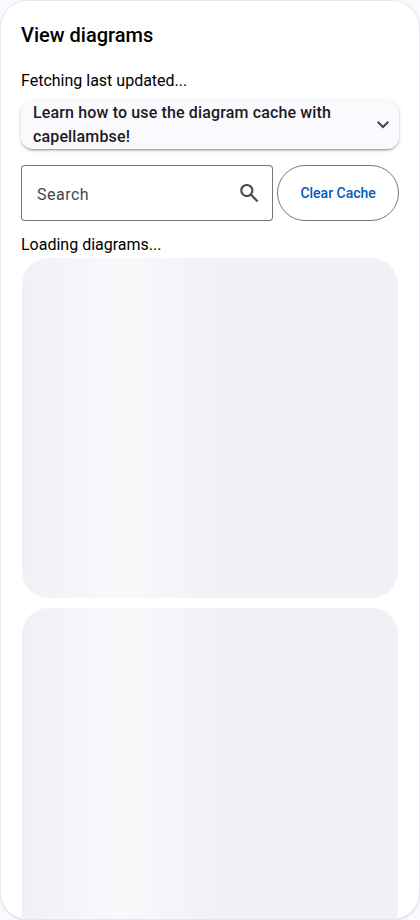 View diagrams
Fetching last updated...
Learn how to use the diagram cache with
capellambse!
Search
Clear Cache
Loading diagrams...